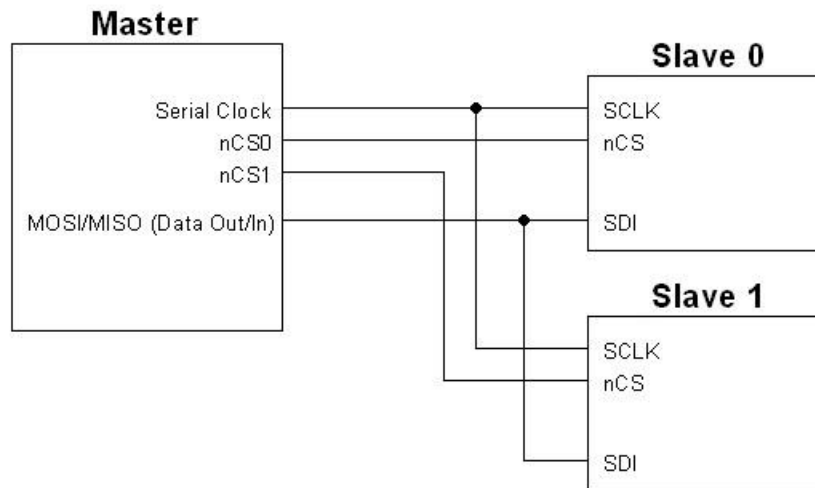 Master
Serial Clock
nCS0
nCS1
MOSI/MISO (Data Out/In)
Slave 0
SCLK
nCS
SDI
Slave 1
SCLK
nCS
SDI